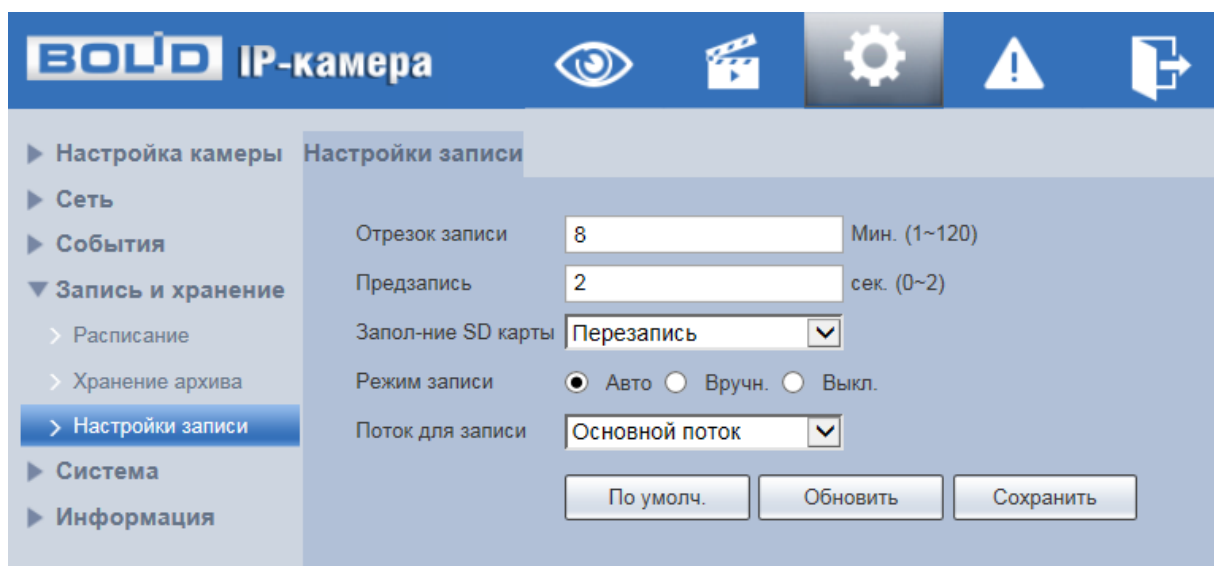 BOLID IP-камера
Настройка камеры
Сеть
События
Запись и хранение
Расписание
Хранение архива
Настройки записи
Система
Информация
Настройки записи
Отрезок записи 8 Мин. (1~120)
Предзапись 2 сек. (0~2)
Запол-ние SD карты Перезапись
Режим записи Авто Вручн. Выкл.
Поток для записи Основной поток
По умолч. Обновить Сохранить